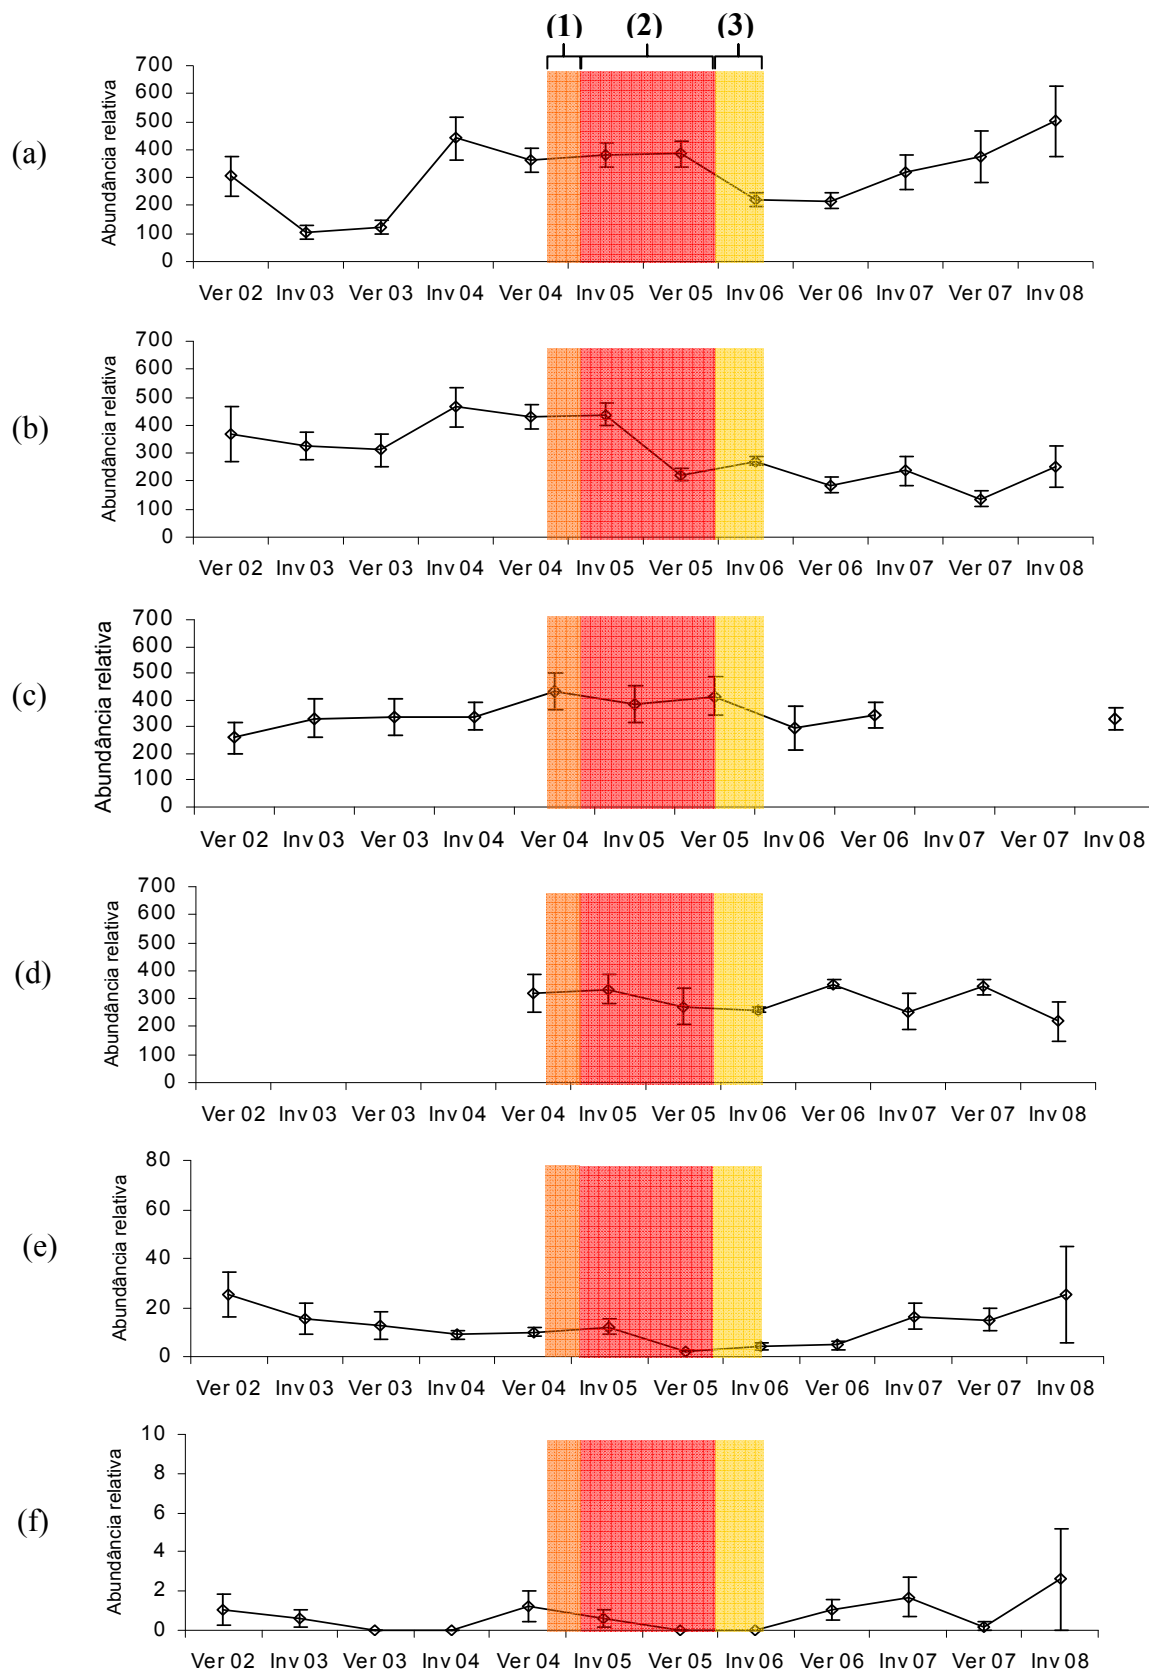 (1) (2) (3)
(a)
Abundância relativa
700
600
500
400
300
200
100
0
Ver 02 Inv 03 Ver 03 Inv 04 Ver 04 Inv 05 Ver 05 Inv 06 Ver 06 Inv 07 Ver 07 Inv 08
(b)
Abundância relativa
700
600
500
400
300
200
100
0
Ver 02 Inv 03 Ver 03 Inv 04 Ver 04 Inv 05 Ver 05 Inv 06 Ver 06 Inv 07 Ver 07 Inv 08
(c)
Abundância relativa
700
600
500
400
300
200
100
0
Ver 02 Inv 03 Ver 03 Inv 04 Ver 04 Inv 05 Ver 05 Inv 06 Ver 06 Inv 07 Ver 07 Inv 08
(d)
Abundância relativa
700
600
500
400
300
200
100
0
Ver 02 Inv 03 Ver 03 Inv 04 Ver 04 Inv 05 Ver 05 Inv 06 Ver 06 Inv 07 Ver 07 Inv 08
(e)
Abundância relativa
80
60
40
20
0
Ver 02 Inv 03 Ver 03 Inv 04 Ver 04 Inv 05 Ver 05 Inv 06 Ver 06 Inv 07 Ver 07 Inv 08
(f)
Abundância relativa
10
8
6
4
2
0
Ver 02 Inv 03 Ver 03 Inv 04 Ver 04 Inv 05 Ver 05 Inv 06 Ver 06 Inv 07 Ver 07 Inv 08